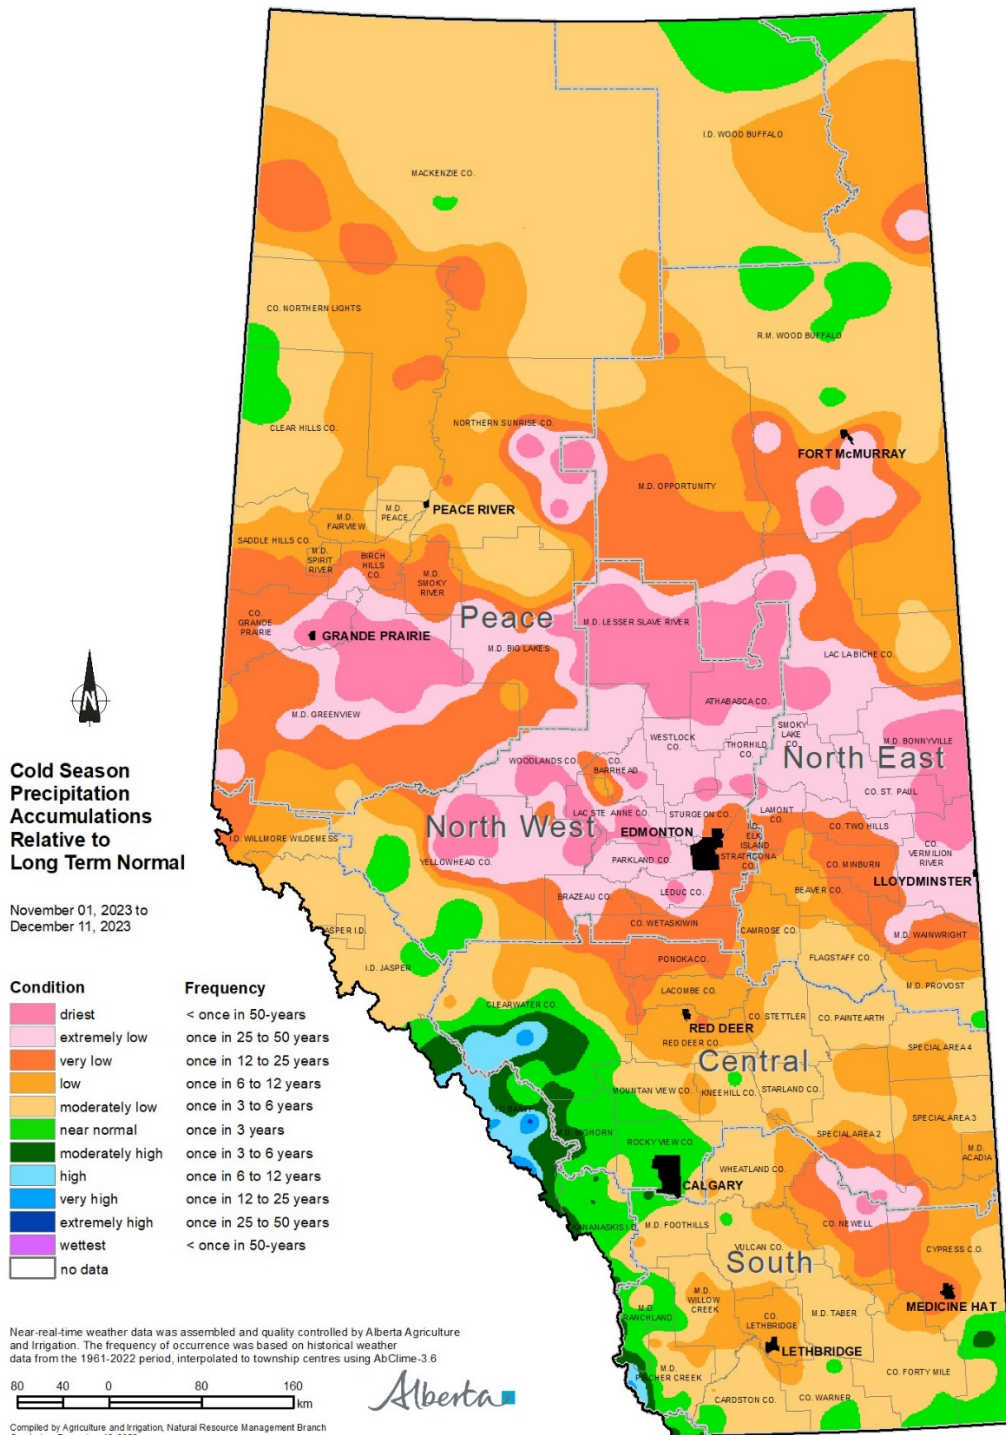 I.D. WOOD BUFFALO
MACKENZIE CO.
CO. NORTHERN LIGHTS
R.M. WOOD BUFFALO
CLEAR HILLS CO.
NORTHERN SUNRISE CO.
FORT McMURRAY
M.D. OPPORTUNITY
M.D.
PEACE
PEACE RIVER
M.D.
FAIRVIEW
SADDLE HILLS CO.
M.D.
SPIRIT
RIVER
BIRCH
HILLS
CO.
M.D.
SMOKY
RIVER
CO.
GRANDE
PRAIRIE
GRANDE PRAIRIE
Peace
M.D. LESSER SLAVE RIVER
M.D. BIG LAKES
LAC LA BICHE CO.
N
M.D. GREENVIEW
ATHABASCA CO.
SMOKY
LAKE
CO.
WESTLOCK
CO.
THORHILD
CO.
M.D. BONNYVILLE
North East
WOODLANDS CO.
CO.
BARRHEAD
CO. ST. PAUL
LAC STE ANNE CO.
STURGEON CO.
LAMONT
CO.
CO. TWO HILLS
North West
EDMONTON
I.D.
ELK
ISLAND
I.D. WILLMORE WILDERNESS
YELLOWHEAD CO.
PARKLAND CO.
STRATHCONA
CO.
CO. MINBURN
CO.
VERMILION
RIVER
LLOYDMINSTER
BRAZEAU CO.
LEDUC CO.
BEAVER CO.
CO. WETASKIWIN
CAMROSE CO.
M.D. WAINWRIGHT
JASPER I.D.
I.D. JASPER
PONOKA CO.
FLAGSTAFF CO.
M.D. PROVOST
CLEARWATER CO.
LACOMBE CO.
CO. STETTLER
CO. PAINTEARTH
RED DEER
RED DEER CO.
SPECIAL AREA 4
Central
MOUNTAIN VIEW CO.
KNEEHILL CO.
STARLAND CO.
SPECIAL AREA 3
I.D. BANFF
M.D. BIGHORN
ROCKY VIEW CO.
SPECIAL AREA 2
M.D.
ACADIA
WHEATLAND CO.
CALGARY
KANANASKIS I.D.
M.D. FOOTHILLS
CO. NEWELL
VULCAN CO.
CYPRESS CO.
South
M.D.
WILLOW
CREEK
M.D.
RANCHLAND
CO.
LETHBRIDGE
M.D. TABER
MEDICINE HAT
LETHBRIDGE
M.D.
PINCHER CREEK
CO. FORTY MILE
CARDSTON CO.
CO. WARNER
Cold Season
Precipitation
Accumulations
Relative to
Long Term Normal
November 01, 2023 to
December 11, 2023
Condition Frequency
driest < once in 50-years
extremely low once in 25 to 50 years
very low once in 12 to 25 years
low once in 6 to 12 years
moderately low once in 3 to 6 years
near normal once in 3 years
moderately high once in 3 to 6 years
high once in 6 to 12 years
very high once in 12 to 25 years
extremely high once in 25 to 50 years
wettest < once in 50-years
no data
Near-real-time weather data was assembled and quality controlled by Alberta Agriculture
and Irrigation. The frequency of occurrence was based on historical weather
data from the 1961-2022 period, interpolated to township centres using AbClime-3.6
80 40 0 80 160
km
Alberta
Compiled by Agriculture and Irrigation, Natural Resource Management Branch